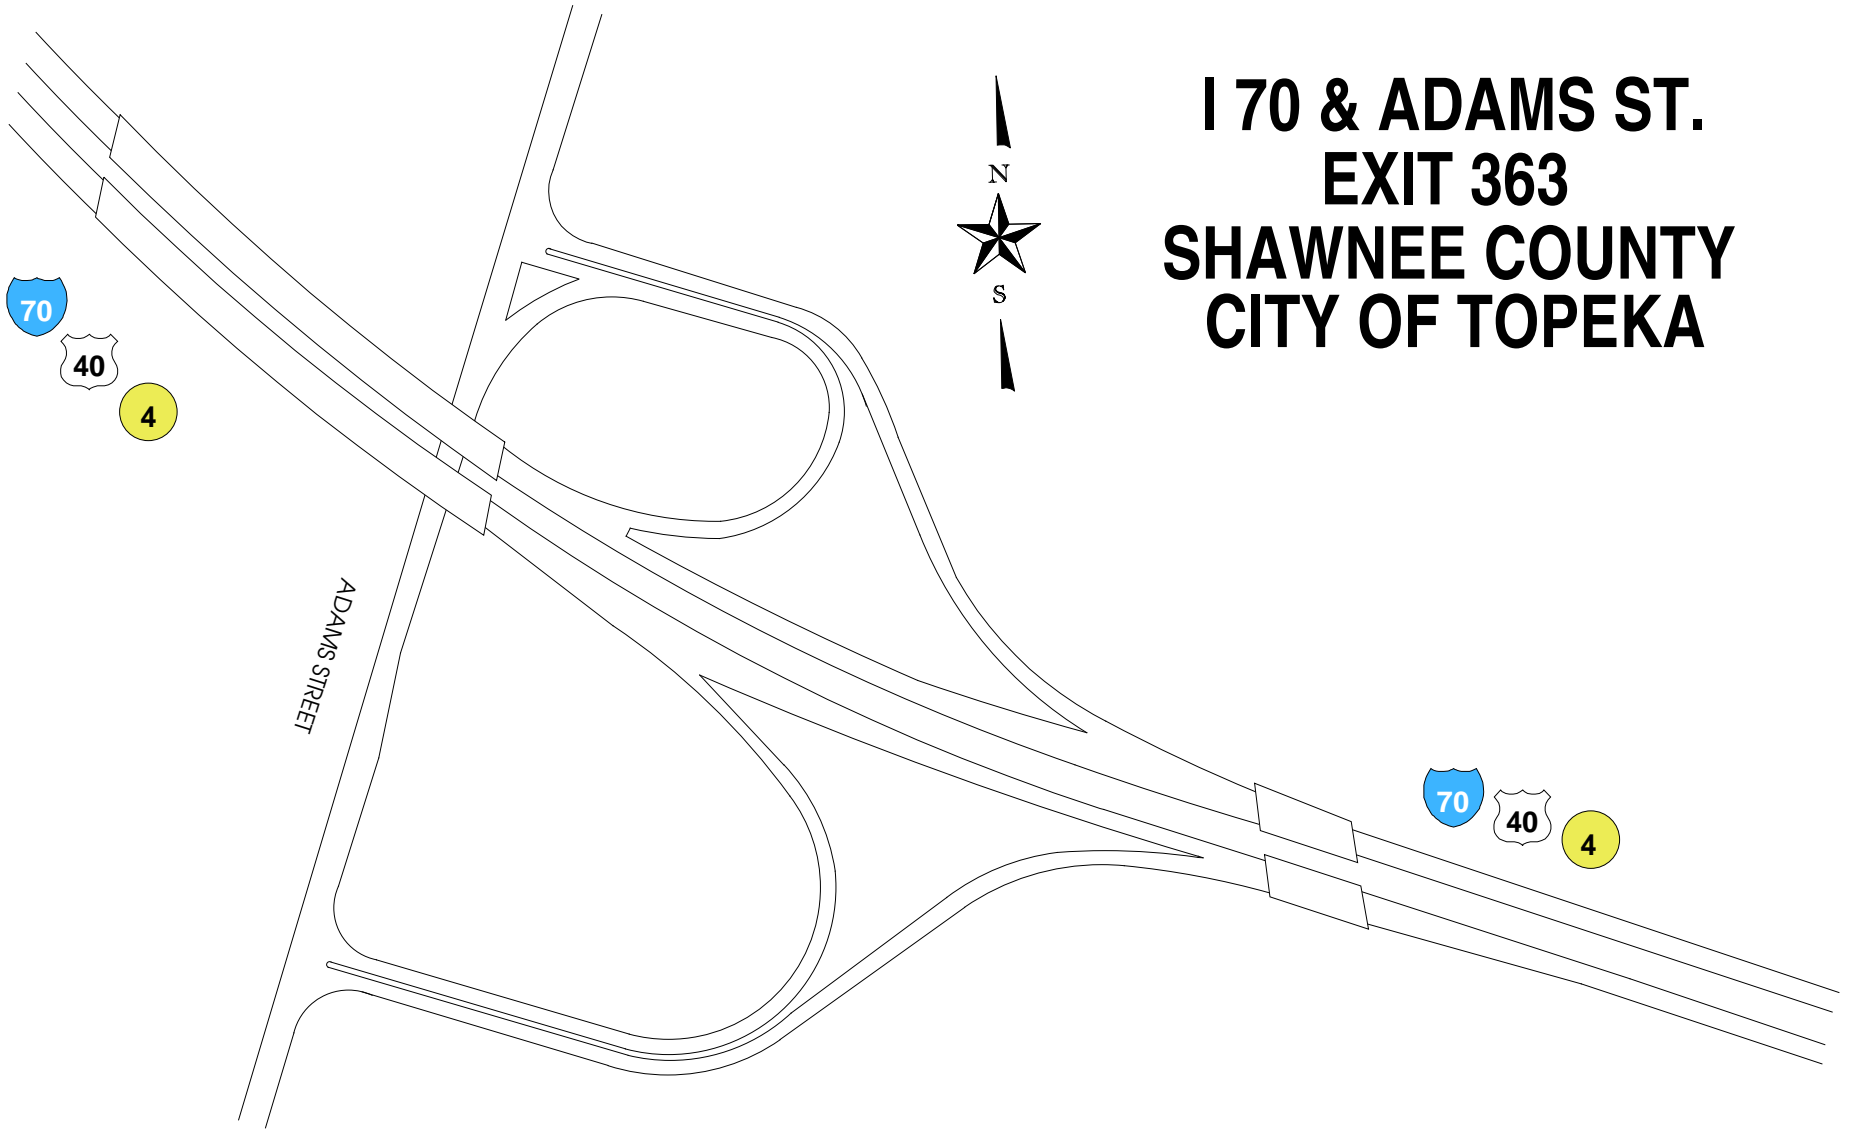 I 70 & ADAMS ST.
EXIT 363
SHAWNEE COUNTY
CITY OF TOPEKA
N
S
70
40
4
ADAMS STREET
70
40
4